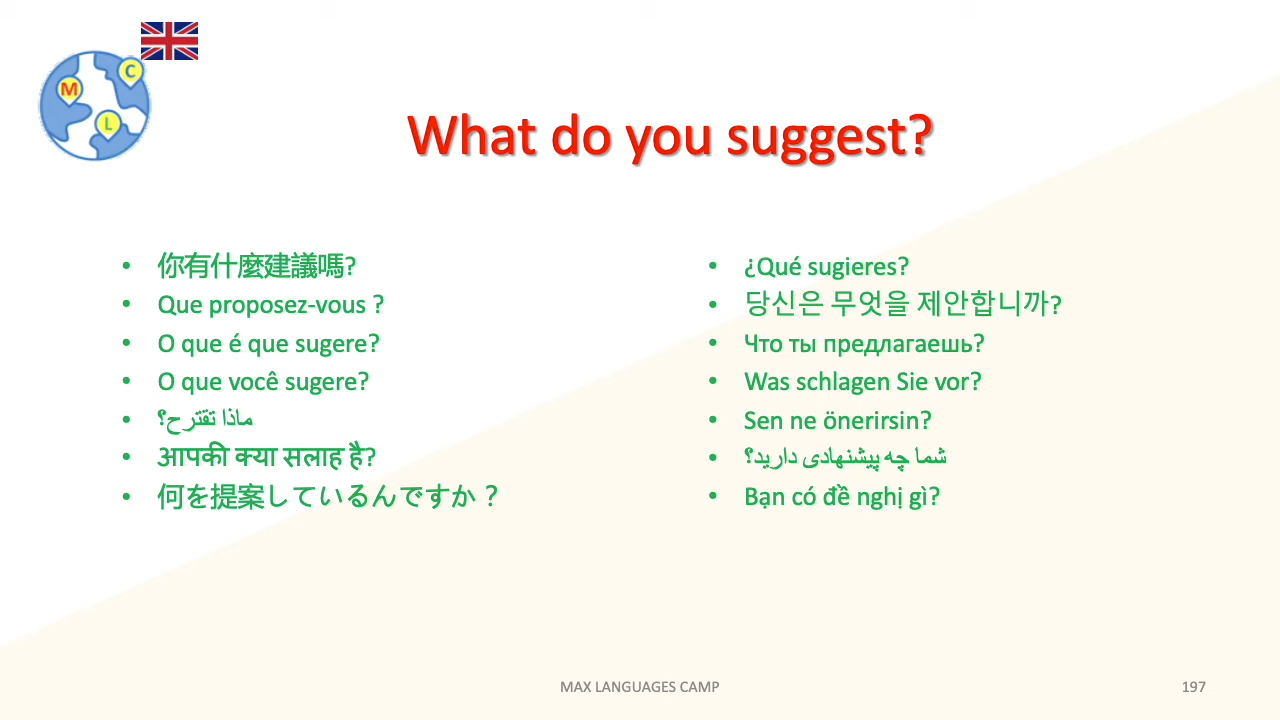 C
M
L
What do you suggest?
• 你有什麼建議嗎?
• Que proposez-vous ?
• O que é que sugere?
• O que você sugere?
• ماذا تقترح؟
• आपकी क्या सलाह है?
• 何を提案しているんですか？
• ¿Qué sugieres?
• 당신은 무엇을 제안합니까?
• Что ты предлагаешь?
• Was schlagen Sie vor?
• Sen ne önerirsin?
• شما چه پیشنهادی دارید؟
• Bạn có đề nghị gì?
MAX LANGUAGES CAMP
197